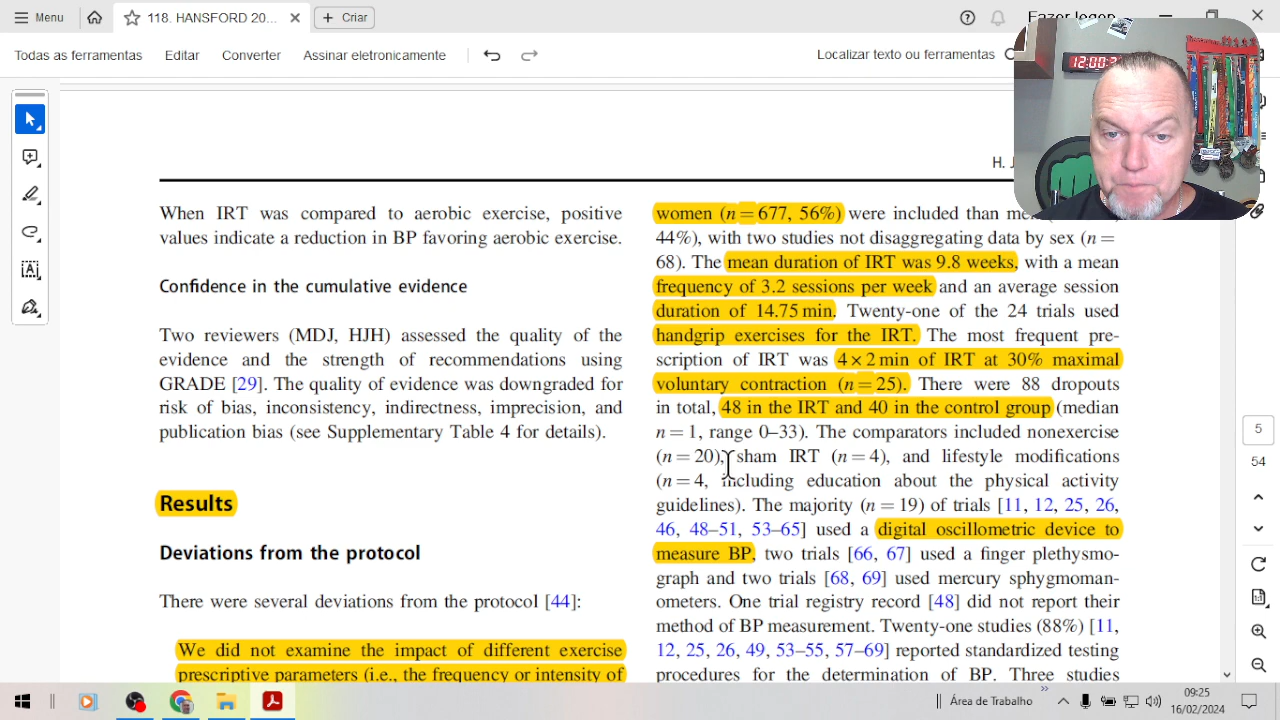 Menu
118. HANSFORD 20...
Criar
Todas as ferramentas
Editar
Converter
Assinar eletronicamente
Localizar texto ou ferramentas
H. J
When IRT was compared to aerobic exercise, positive
values indicate a reduction in BP favoring aerobic exercise.
Confidence in the cumulative evidence
Two reviewers (MDJ, HJH) assessed the quality of the
evidence and the strength of recommendations using
GRADE [29]. The quality of evidence was downgraded for
risk of bias, inconsistency, indirectness, imprecision, and
publication bias (see Supplementary Table 4 for details).
Results
Deviations from the protocol
There were several deviations from the protocol [44]:
We did not examine the impact of different exercise
prescriptive parameters (i.e., the frequency or intensity of
women (n = 677, 56%) were included than me
44%), with two studies not disaggregating data by sex (n =
68). The mean duration of IRT was 9.8 weeks, with a mean
frequency of 3.2 sessions per week and an average session
duration of 14.75 min. Twenty-one of the 24 trials used
handgrip exercises for the IRT. The most frequent pre-
scription of IRT was 4 × 2 min of IRT at 30% maximal
voluntary contraction (n = 25). There were 88 dropouts
in total, 48 in the IRT and 40 in the control group (median
n = 1, range 0–33). The comparators included nonexercise
(n = 20), sham IRT (n = 4), and lifestyle modifications
(n = 4, including education about the physical activity
guidelines). The majority (n = 19) of trials [11, 12, 25, 26,
46, 48–51, 53–65] used a digital oscillometric device to
measure BP, two trials [66, 67] used a finger plethysmo-
graph and two trials [68, 69] used mercury sphygmoman-
ometers. One trial registry record [48] did not report their
method of BP measurement. Twenty-one studies (88%) [11,
12, 25, 26, 49, 53–55, 57–69] reported standardized testing
procedures for the determination of BP. Three studies
5
54
Área de Trabalho
09:25
16/02/2024